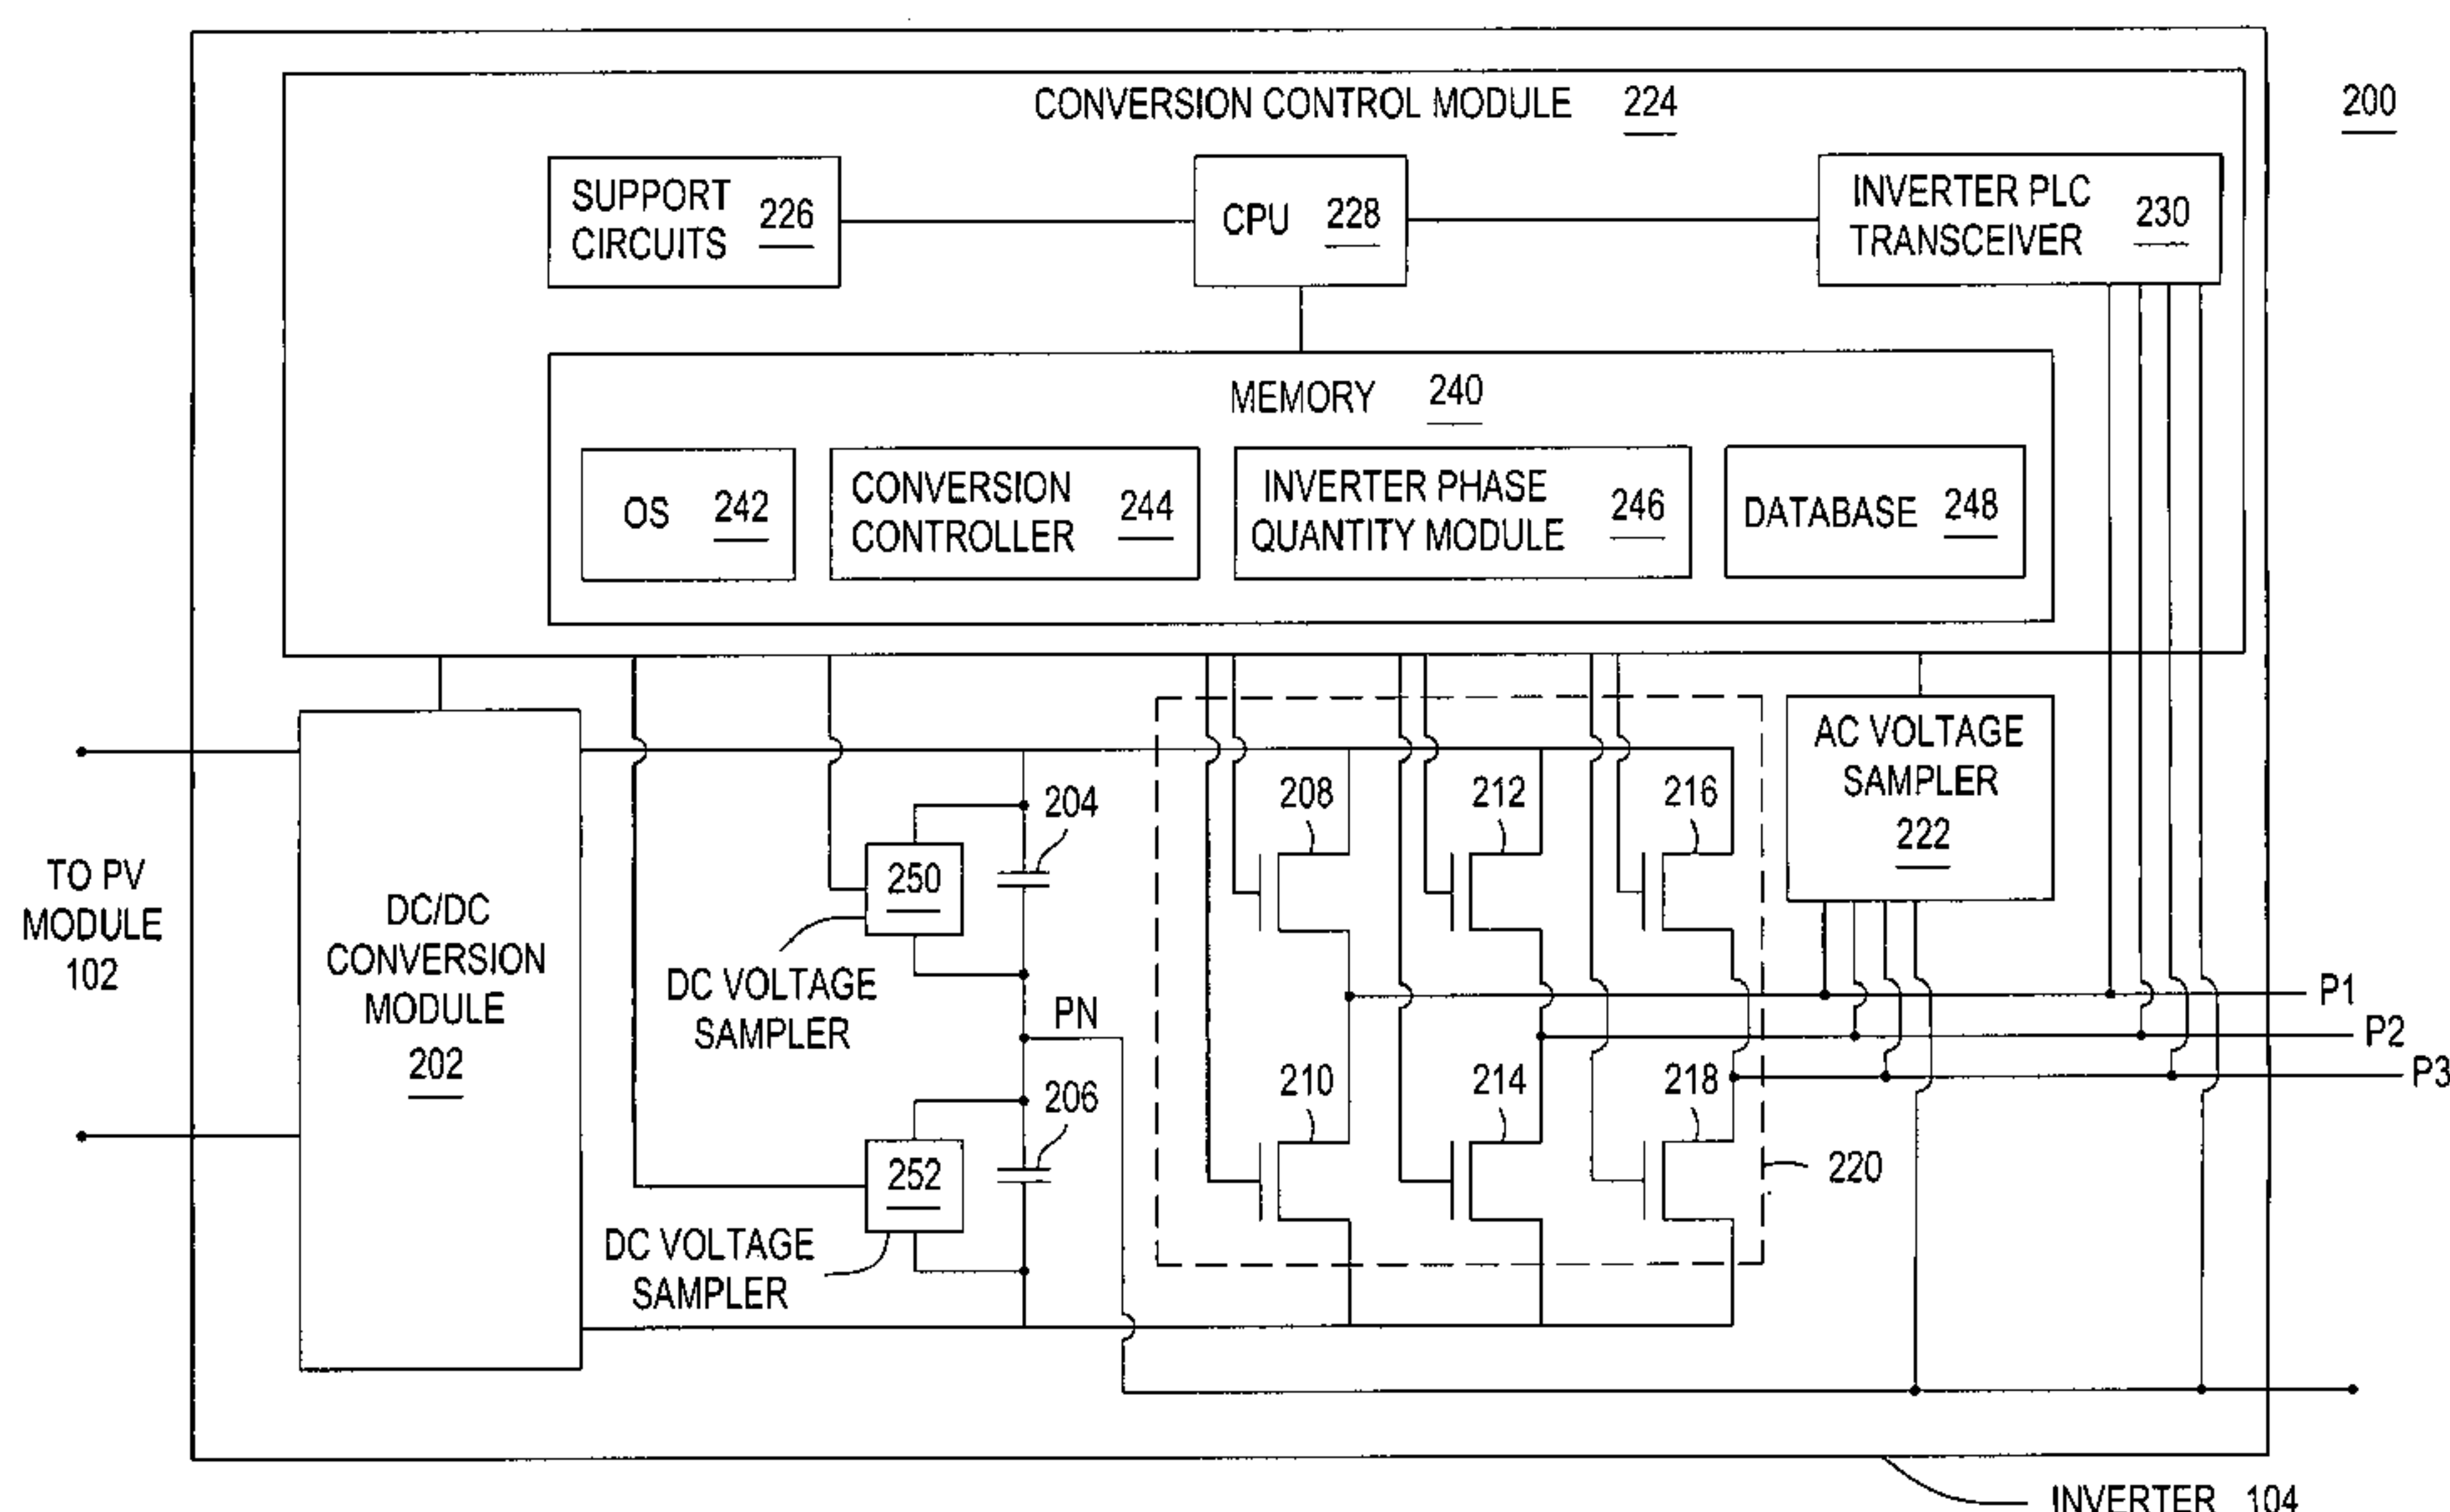 200
CONVERSION CONTROL MODULE 224
SUPPORT
CIRCUITS
226
CPU 228
INVERTER PLC
TRANSCEIVER
230
MEMORY 240
OS 242
CONVERSION
CONTROLLER
244
INVERTER PHASE
QUANTITY MODULE
246
DATABASE 248
TO PV
MODULE
102
DC/DC
CONVERSION
MODULE
202
250
204
DC VOLTAGE
SAMPLER
PN
206
252
DC VOLTAGE
SAMPLER
208
212
216
210
214
218
220
AC VOLTAGE
SAMPLER
222
P1
P2
P3
INVERTER 104